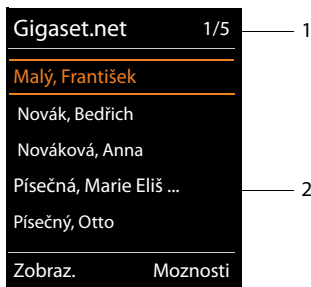 Gigaset.net 1/5 1
Malý, František
Novák, Bedřich
Nováková, Anna
Písečná, Marie Eliš ... 2
Písečný, Otto
Zobraz. Moznosti